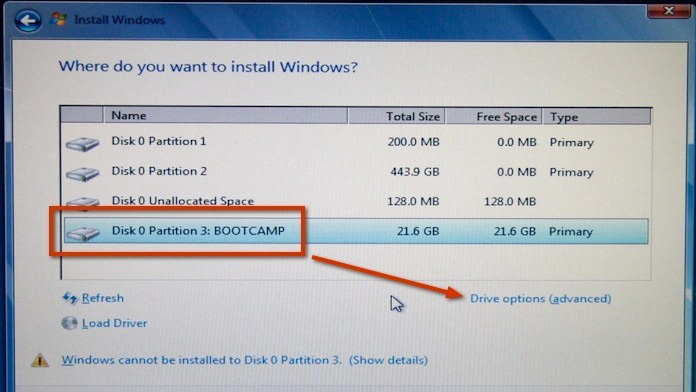 Install Windows
Where do you want to install Windows?
Name Total Size Free Space Type
Disk 0 Partition 1 200.0 MB 0.0 MB Primary
Disk 0 Partition 2 443.9 GB 0.0 MB Primary
Disk 0 Unallocated Space 128.0 MB 128.0 MB
Disk 0 Partition 3: BOOTCAMP 21.6 GB 21.6 GB Primary
Refresh Drive options (advanced)
Load Driver
Windows cannot be installed to Disk 0 Partition 3. (Show details)